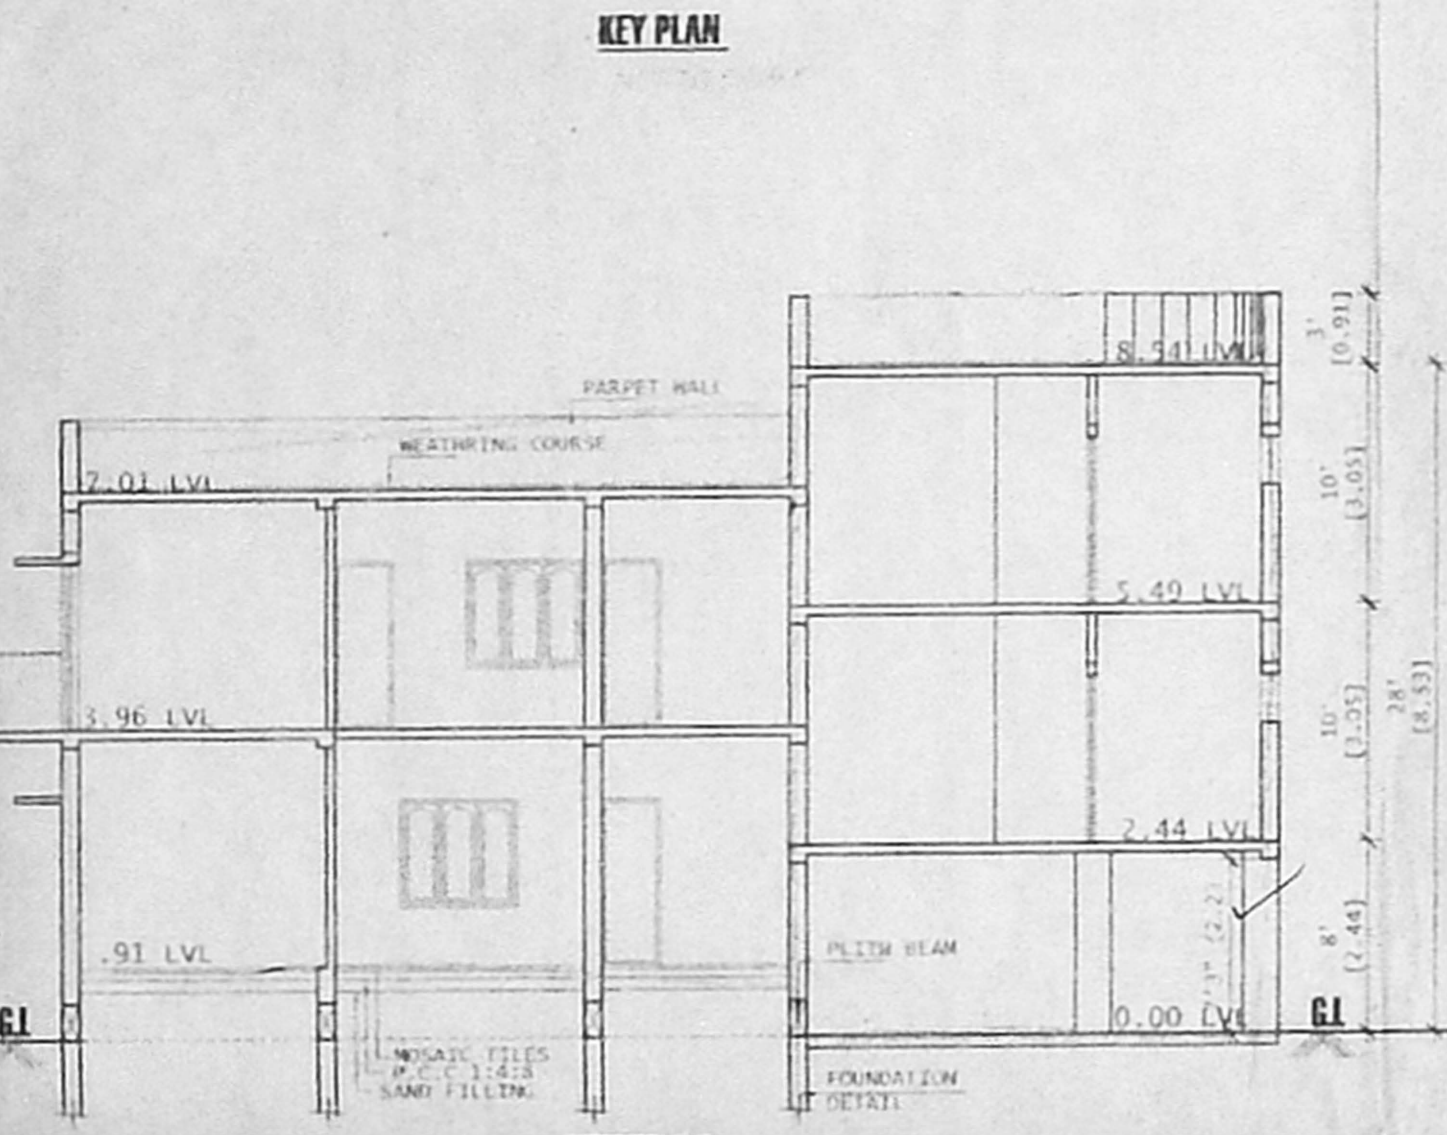 KEY PLAN
3'
[0.91]
8.54 LVL
PARPET WALL
WEATHRING COURSE
7.01 LVL
10'
[3.05]
5.49 LVL
3.96 LVL
10'
[3.05]
28'
[8.53]
2.44 LVL
.91 LVL
PLITH BEAM
8'
[2.44]
0.00 LVL
G.L
G.L
MOSAIC TILES
P.C.C 1:4:8
SAND FILLING
FOUNDATION
DETAIL